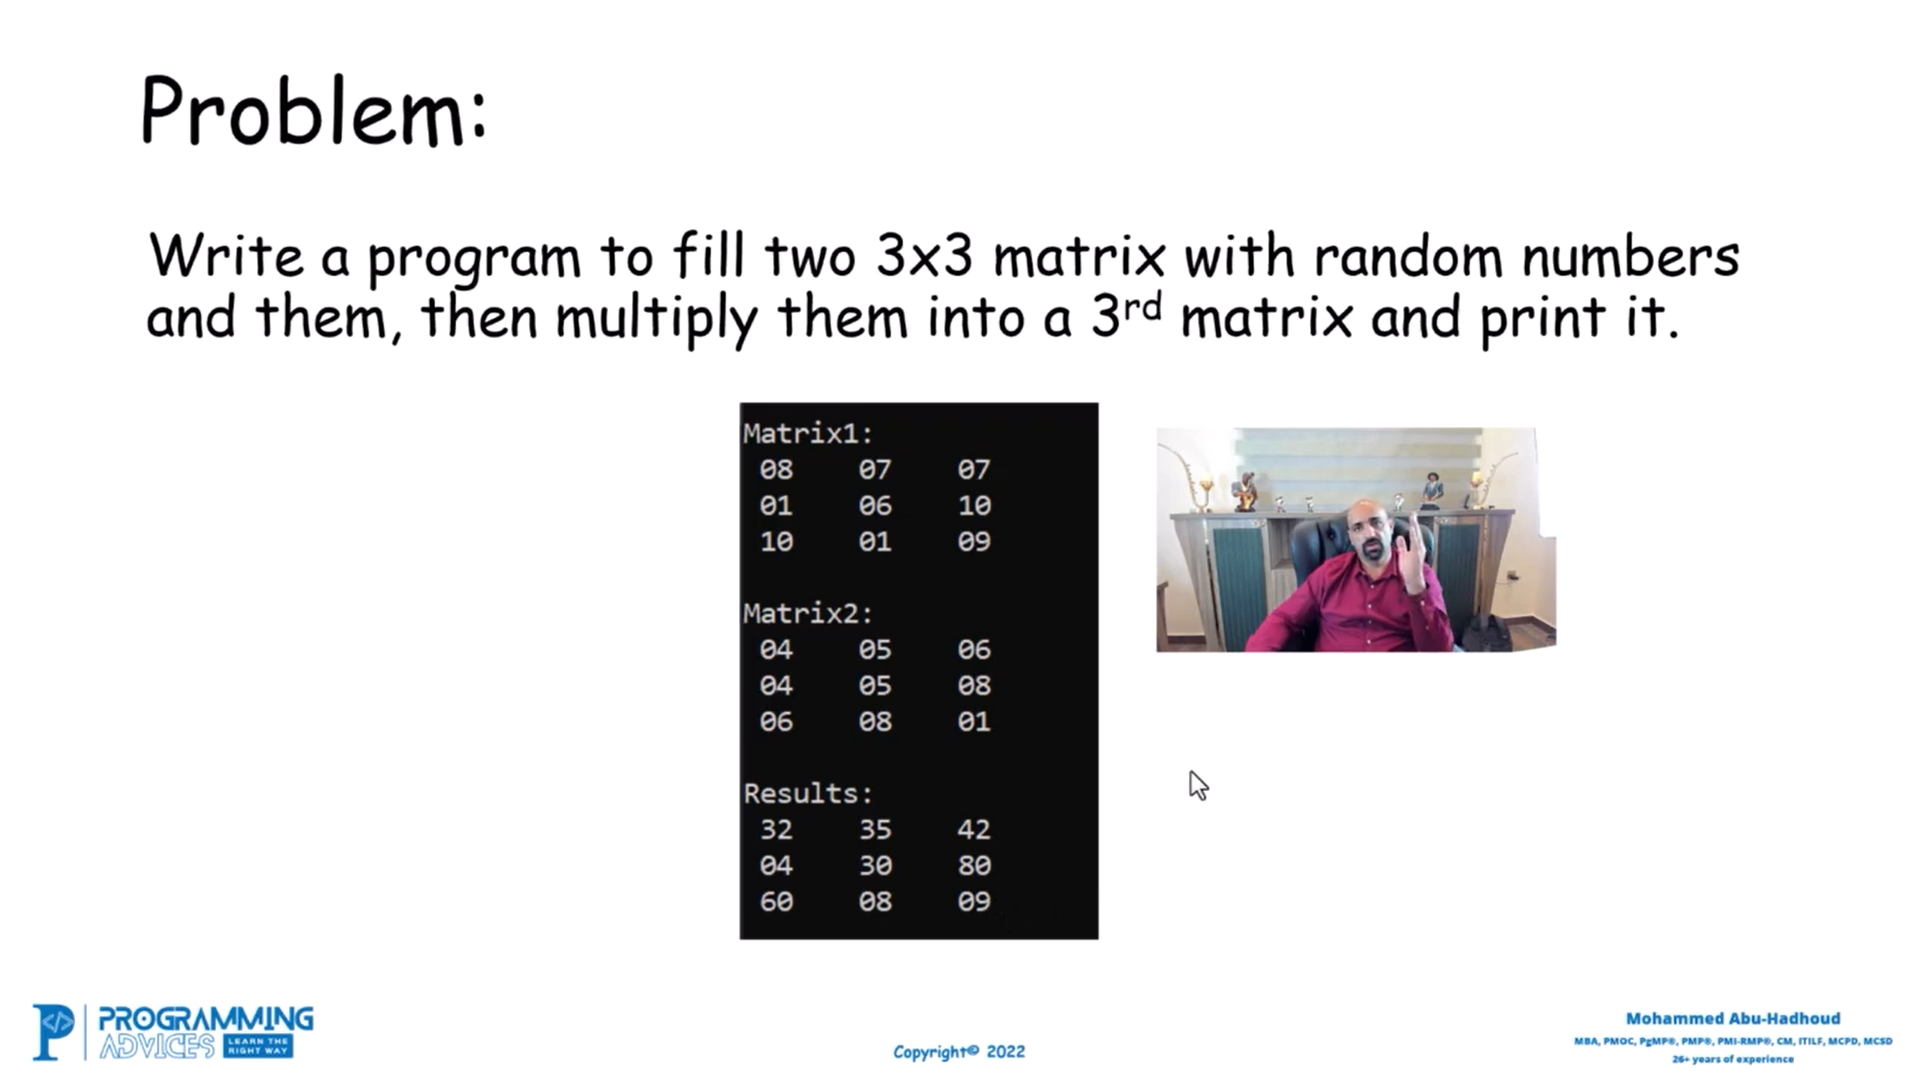 Problem:
Write a program to fill two 3x3 matrix with random numbers
and them, then multiply them into a 3rd matrix and print it.
Matrix1:
08 07 07
01 06 10
10 01 09
Matrix2:
04 05 06
04 05 08
06 08 01
Results:
32 35 42
04 30 80
60 08 09
P </> PROGRAMMING
ADVICES LEARN THE
RIGHT WAY
Copyright© 2022
Mohammed Abu-Hadhoud
MBA, PMOC, PgMP®, PMP®, PMI-RMP®, CM, ITILF, MCPD, MCSD
26+ years of experience